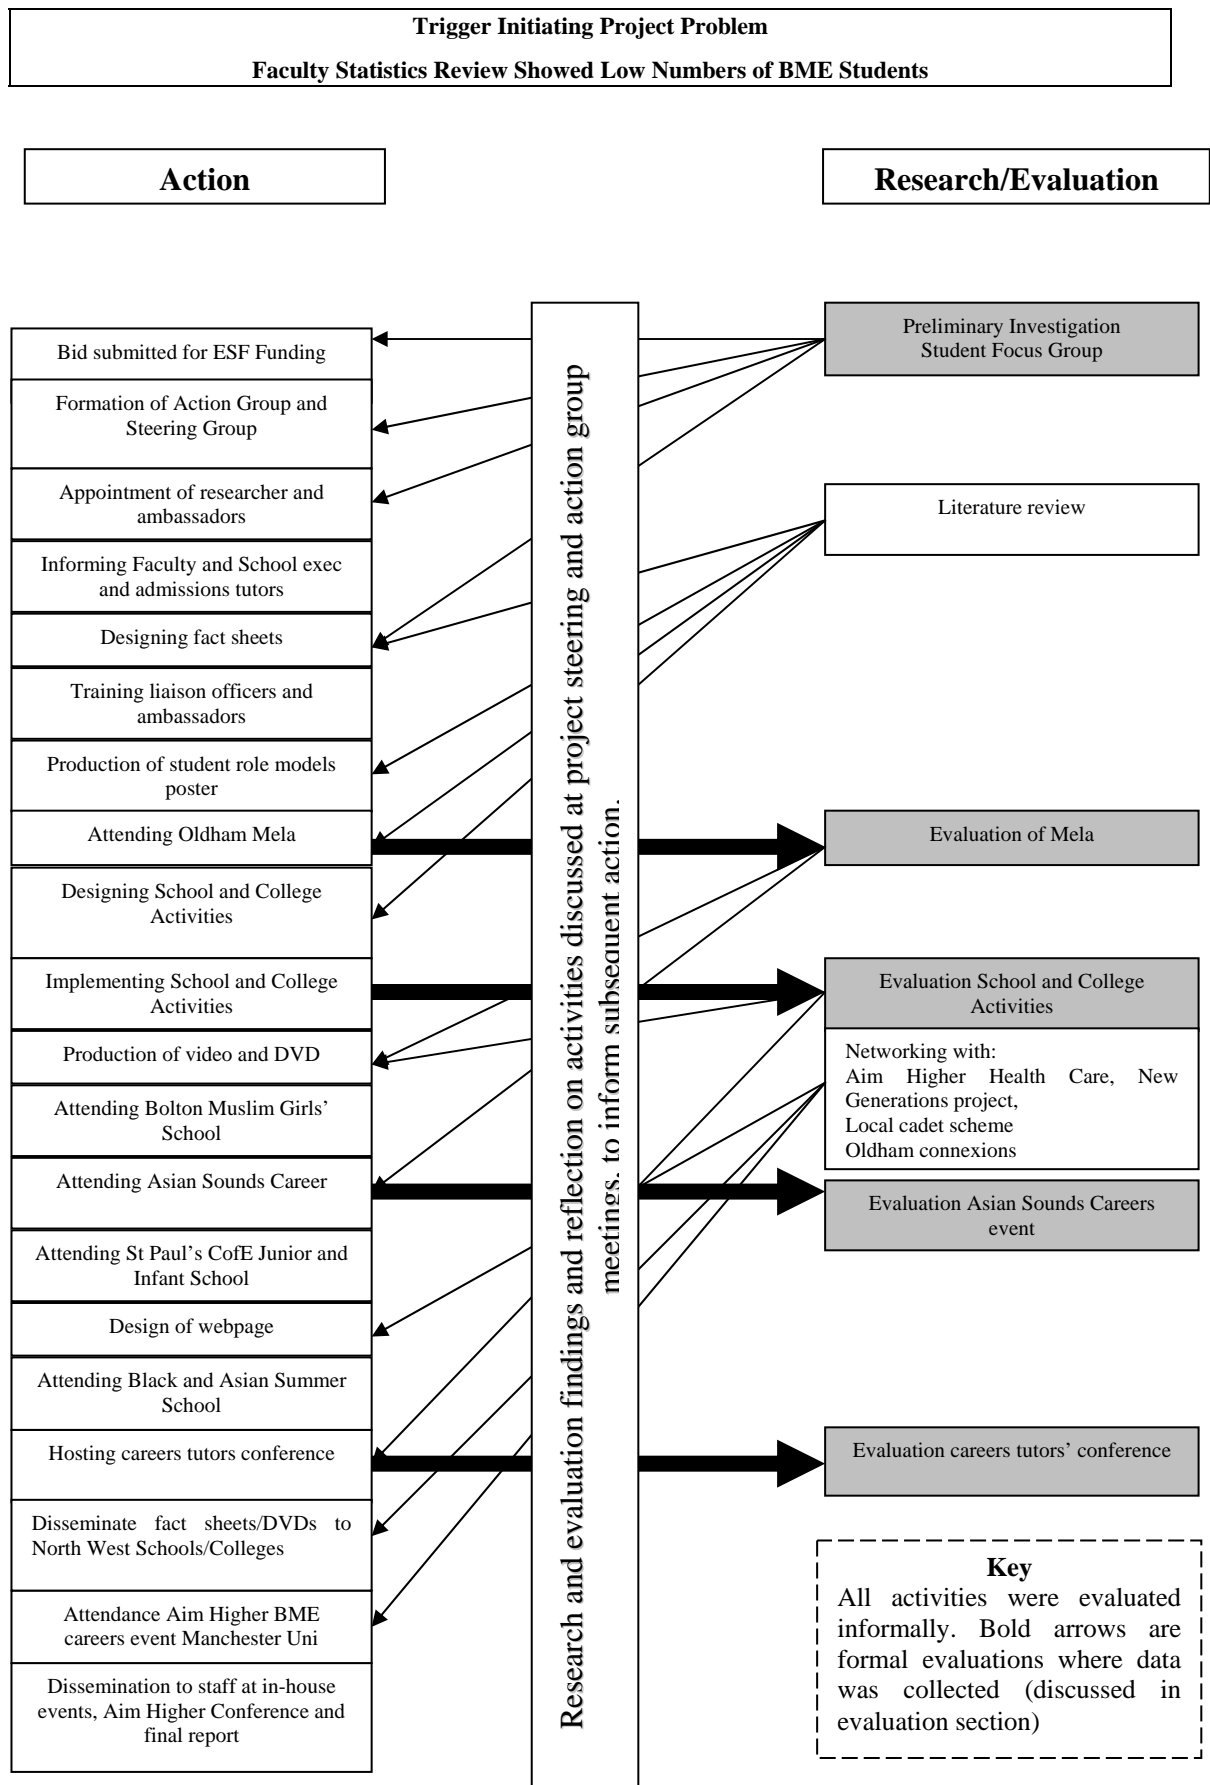 Trigger Initiating Project Problem
Faculty Statistics Review Showed Low Numbers of BME Students
Action
Research/Evaluation
Bid submitted for ESF Funding
Formation of Action Group and
Steering Group
Appointment of researcher and
ambassadors
Informing Faculty and School exec
and admissions tutors
Designing fact sheets
Training liaison officers and
ambassadors
Production of student role models
poster
Attending Oldham Mela
Designing School and College
Activities
Implementing School and College
Activities
Production of video and DVD
Attending Bolton Muslim Girls’
School
Attending Asian Sounds Career
Attending St Paul’s CofE Junior and
Infant School
Design of webpage
Attending Black and Asian Summer
School
Hosting careers tutors conference
Disseminate fact sheets/DVDs to
North West Schools/Colleges
Attendance Aim Higher BME
careers event Manchester Uni
Dissemination to staff at in-house
events, Aim Higher Conference and
final report
Research and evaluation findings and reflection on activities discussed at project steering and action group
meetings, to inform subsequent action.
Preliminary Investigation
Student Focus Group
Literature review
Evaluation of Mela
Evaluation School and College
Activities
Networking with:
Aim Higher Health Care, New
Generations project,
Local cadet scheme
Oldham connexions
Evaluation Asian Sounds Careers
event
Evaluation careers tutors’ conference
Key
All activities were evaluated
informally. Bold arrows are
formal evaluations where data
was collected (discussed in
evaluation section)